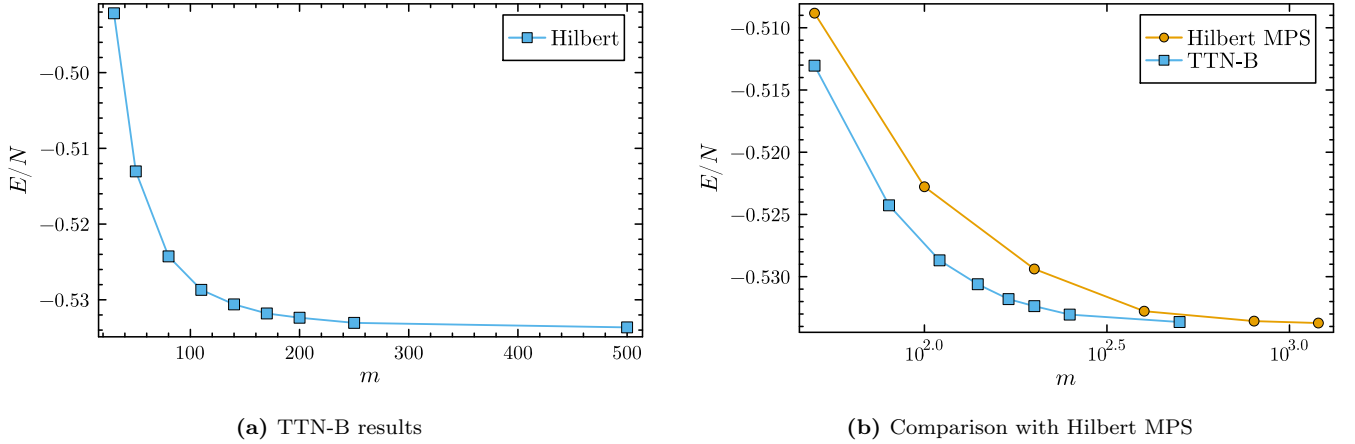 Hilbert
−0.50
−0.51
−0.52
−0.53
E/N
100
200
300
400
500
m
(a) TTN-B results
Hilbert MPS
TTN-B
−0.510
−0.515
−0.520
−0.525
−0.530
E/N
10^2.0
10^2.5
10^3.0
m
(b) Comparison with Hilbert MPS